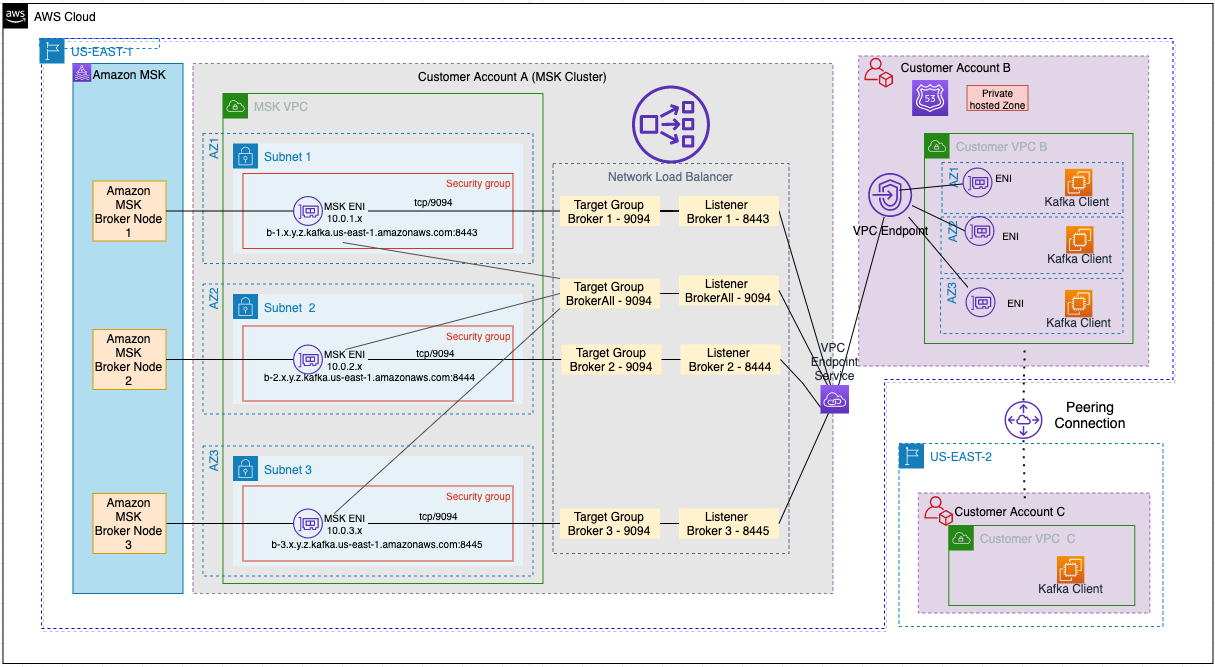 aws
AWS Cloud
US-EAST-1
Amazon MSK
Amazon
MSK
Broker Node
1
Amazon
MSK
Broker Node
2
Amazon
MSK
Broker Node
3
Customer Account A (MSK Cluster)
MSK VPC
AZ1
Subnet 1
Security group
MSK ENI
10.0.1.x
tcp/9094
b-1.x.y.z.kafka.us-east-1.amazonaws.com:8443
AZ2
Subnet 2
Security group
MSK ENI
10.0.2.x
tcp/9094
b-2.x.y.z.kafka.us-east-1.amazonaws.com:8444
AZ3
Subnet 3
Security group
MSK ENI
10.0.3.x
tcp/9094
b-3.x.y.z.kafka.us-east-1.amazonaws.com:8445
Network Load Balancer
Target Group
Broker 1 - 9094
Listener
Broker 1 - 8443
Target Group
BrokerAll - 9094
Listener
BrokerAll - 9094
Target Group
Broker 2 - 9094
Listener
Broker 2 - 8444
Target Group
Broker 3 - 9094
Listener
Broker 3 - 8445
VPC
Endpoint
Service
Customer Account B
53
Private
hosted Zone
Customer VPC B
VPC Endpoint
AZ1
ENI
Kafka Client
AZ2
ENI
Kafka Client
AZ3
ENI
Kafka Client
Peering
Connection
US-EAST-2
Customer Account C
Customer VPC C
Kafka Client